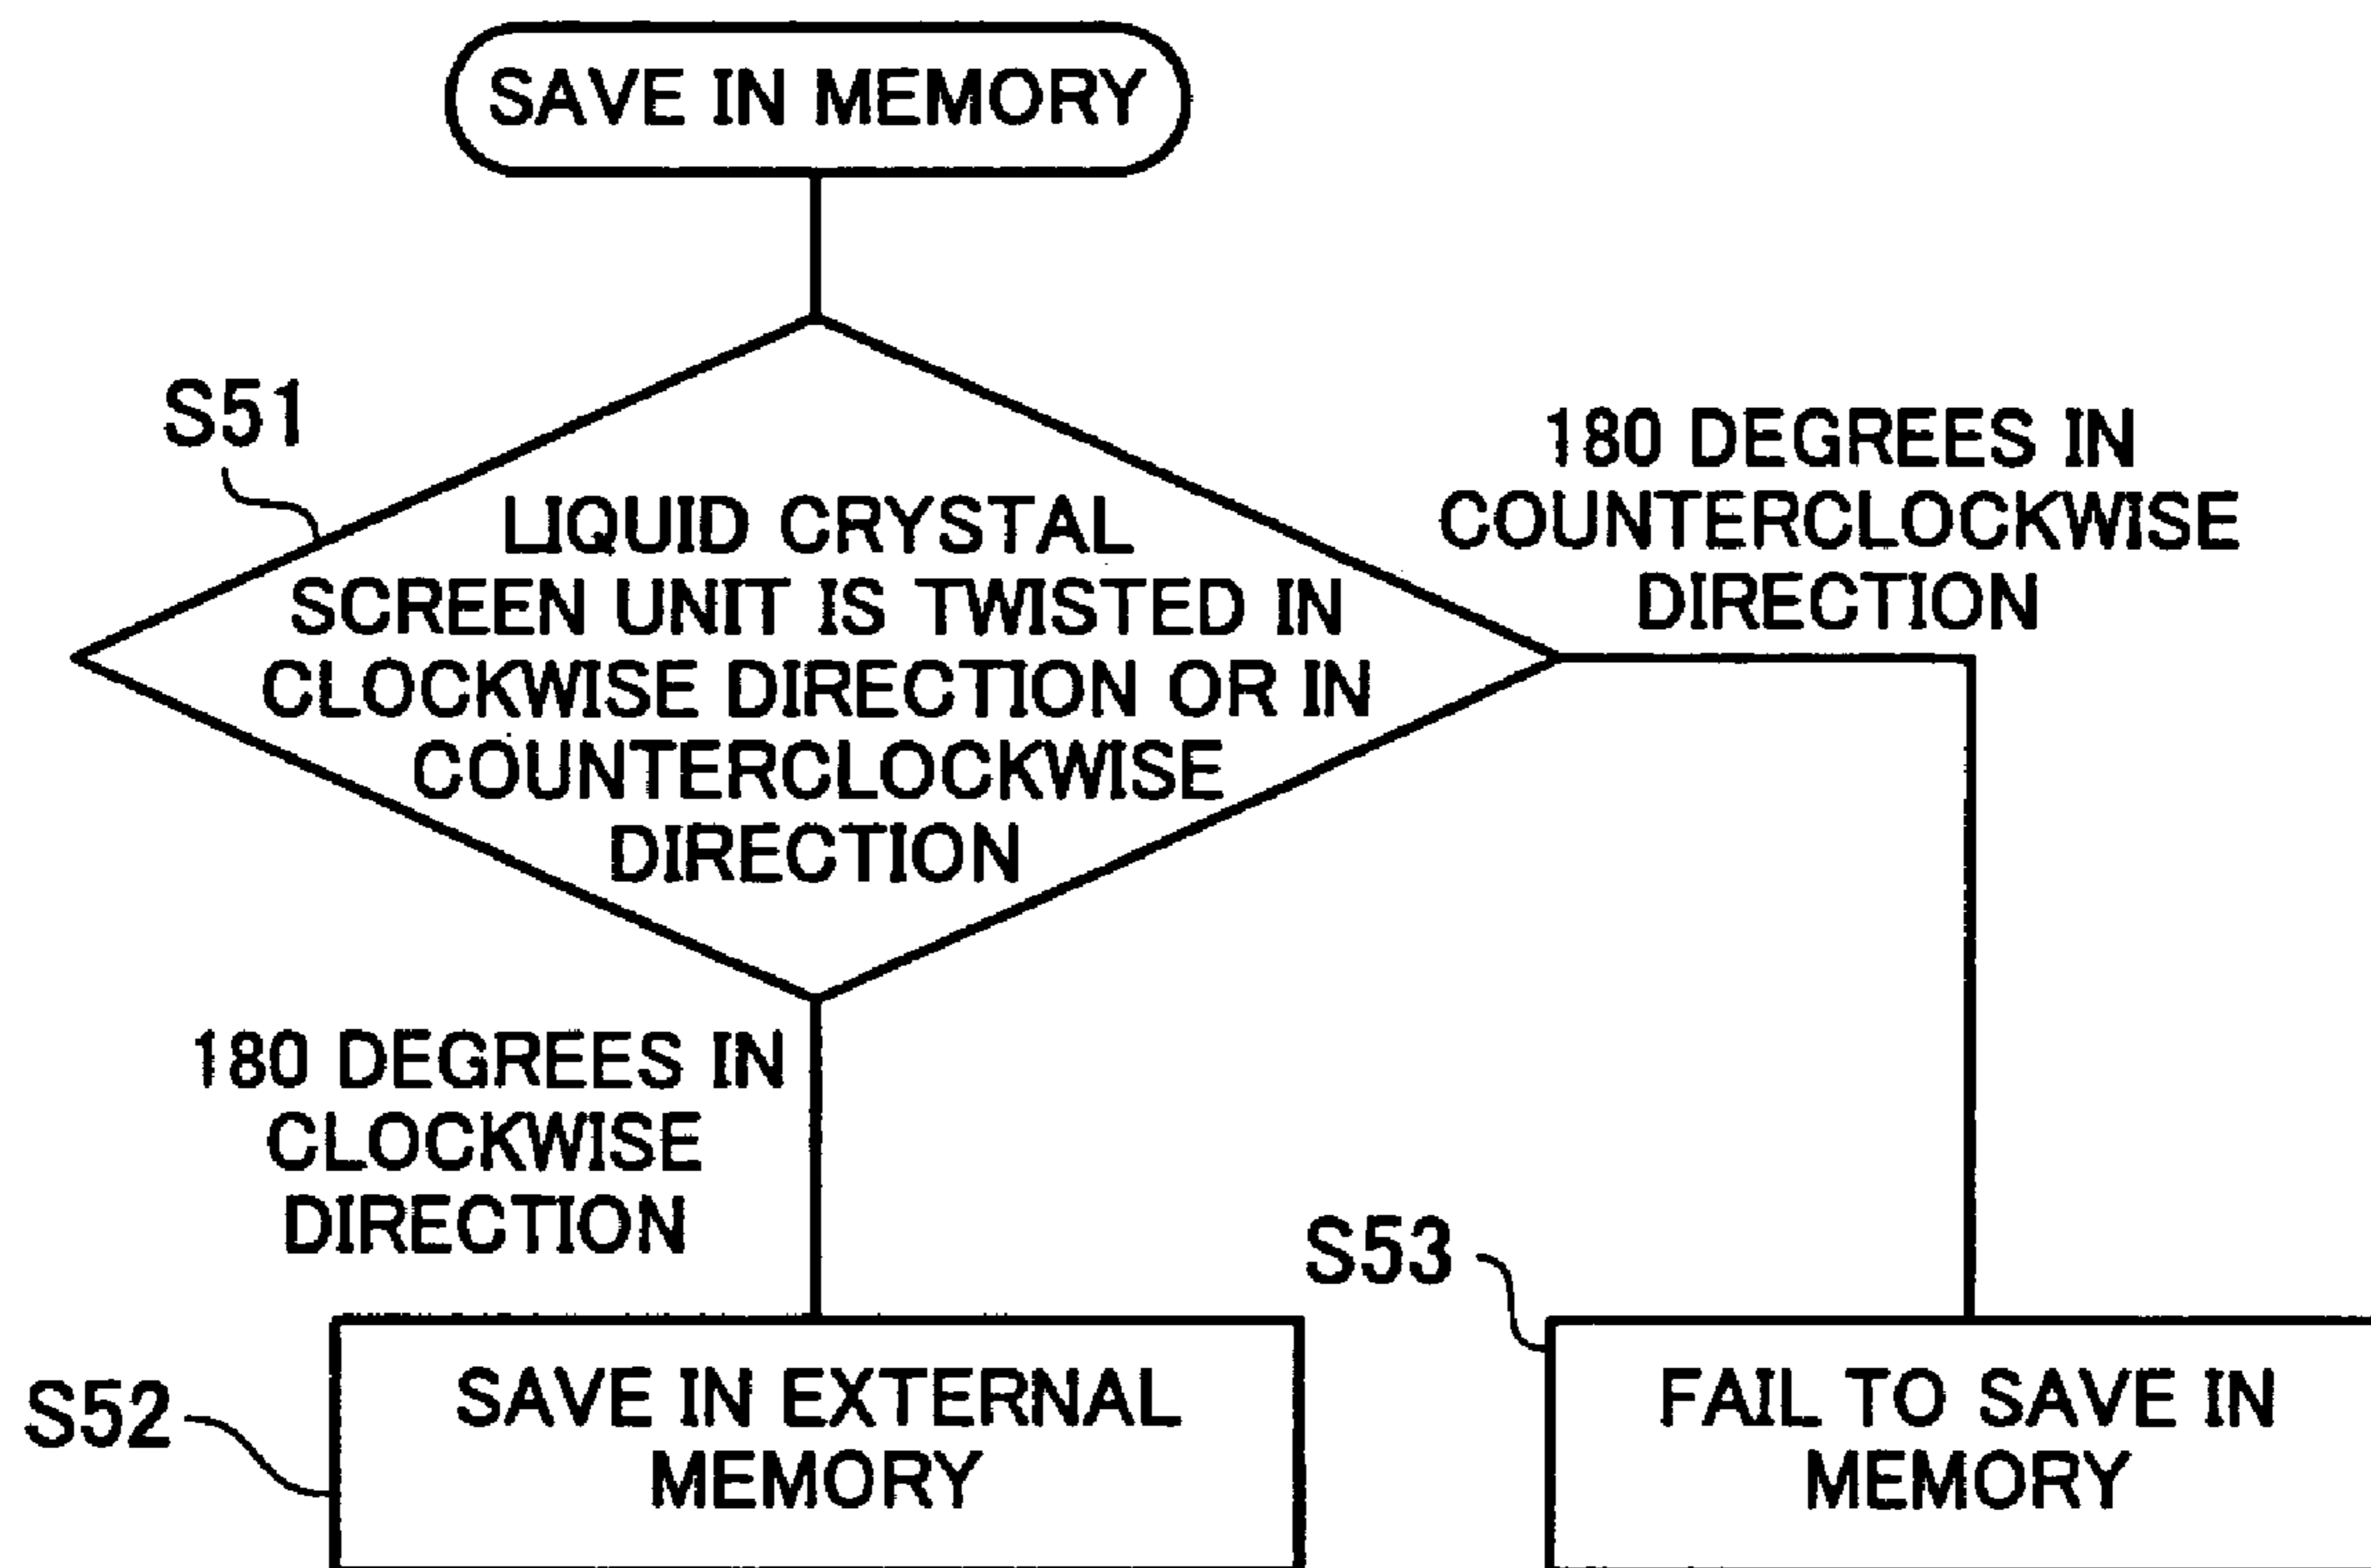 SAVE IN MEMORY
S51
LIQUID CRYSTAL
SCREEN UNIT IS TWISTED IN
CLOCKWISE DIRECTION OR IN
COUNTERCLOCKWISE
DIRECTION
180 DEGREES IN
COUNTERCLOCKWISE
DIRECTION
180 DEGREES IN
CLOCKWISE
DIRECTION
S52
SAVE IN EXTERNAL
MEMORY
S53
FAIL TO SAVE IN
MEMORY